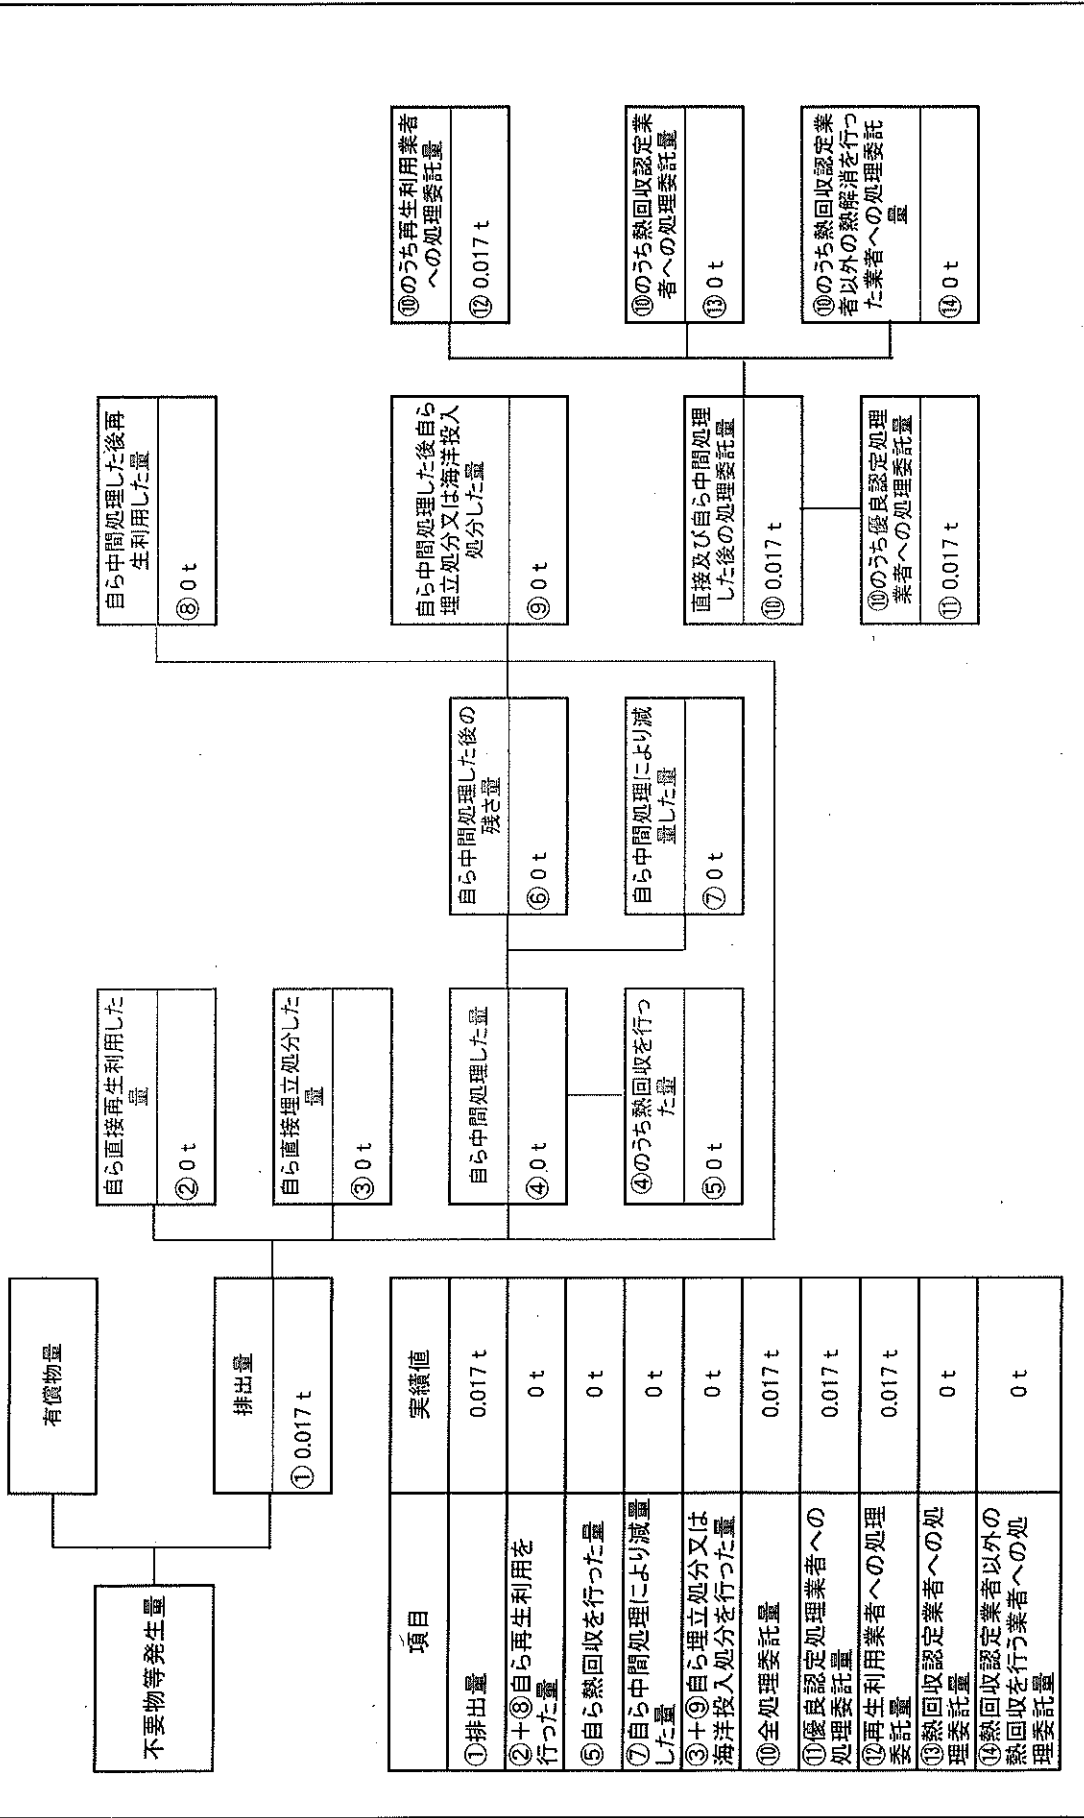 不要物等発生量
有償物量
排出量
① 0.017 t
自ら直接再生利用した
量
② 0 t
自ら直接埋立処分した
量
③ 0 t
自ら中間処理した量
④ 0 t
④のうち熱回収を行っ
た量
⑤ 0 t
自ら中間処理した後の
残さ量
⑥ 0 t
自ら中間処理により減
量した量
⑦ 0 t
自ら中間処理した後再
生利用した量
⑧ 0 t
自ら中間処理した後自ら
埋立処分又は海洋投入
処分した量
⑨ 0 t
直接及び自ら中間処理
した後の処理委託量
⑩ 0.017 t
⑩のうち優良認定処理
業者への処理委託量
⑪ 0.017 t
⑩のうち再生利用業者
への処理委託量
⑫ 0.017 t
⑩のうち熱回収認定業
者への処理委託量
⑬ 0 t
⑩のうち熱回収認定業
者以外の熱解消を行っ
た業者への処理委託
量
⑭ 0 t
項目 実績値
①排出量 0.017 t
②+⑧自ら再生利用を
行った量 0 t
⑤自ら熱回収を行った量 0 t
⑦自ら中間処理により減量
した量 0 t
③+⑨自ら埋立処分又は
海洋投入処分を行った量 0 t
⑩全処理委託量 0.017 t
⑪優良認定処理業者への
処理委託量 0.017 t
⑫再生利用業者への処理
委託量 0.017 t
⑬熱回収認定業者への処
理委託量 0 t
⑭熱回収認定業者以外の
熱回収を行う業者への処
理委託量 0 t